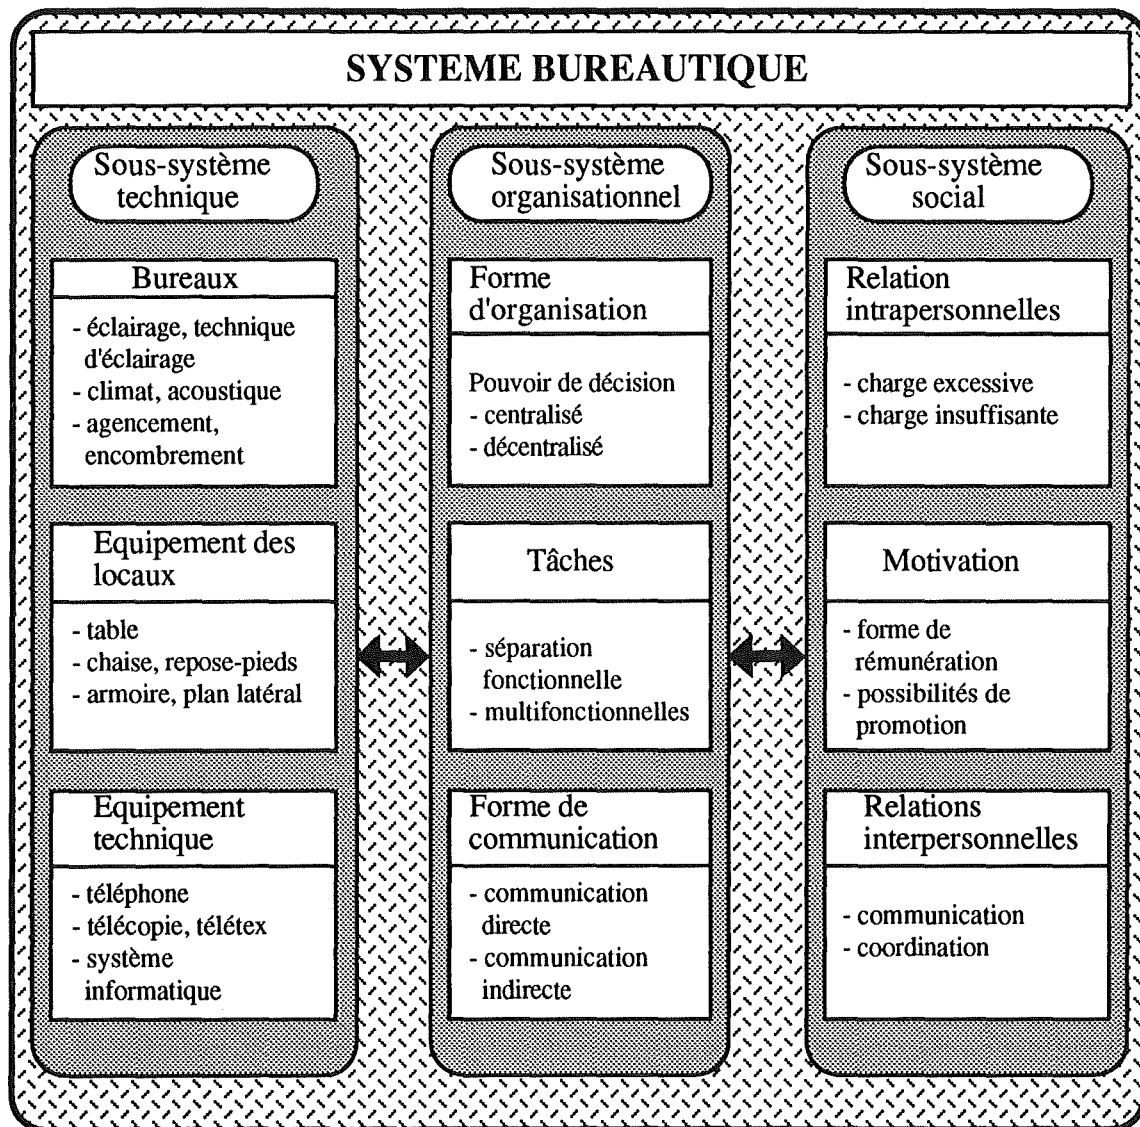 SYSTEME BUREAUTIQUE
Sous-système
technique
Bureaux
- éclairage, technique
d'éclairage
- climat, acoustique
- agencement,
encombrement
Equipement des
locaux
- table
- chaise, repose-pieds
- armoire, plan latéral
Equipement
technique
- téléphone
- télécopie, télétex
- système
informatique
Sous-système
organisationnel
Forme
d'organisation
Pouvoir de décision
- centralisé
- décentralisé
Tâches
- séparation
fonctionnelle
- multifonctionnelles
Forme de
communication
- communication
directe
- communication
indirecte
Sous-système
social
Relation
intrapersonnelles
- charge excessive
- charge insuffisante
Motivation
- forme de
rémunération
- possibilités de
promotion
Relations
interpersonnelles
- communication
- coordination